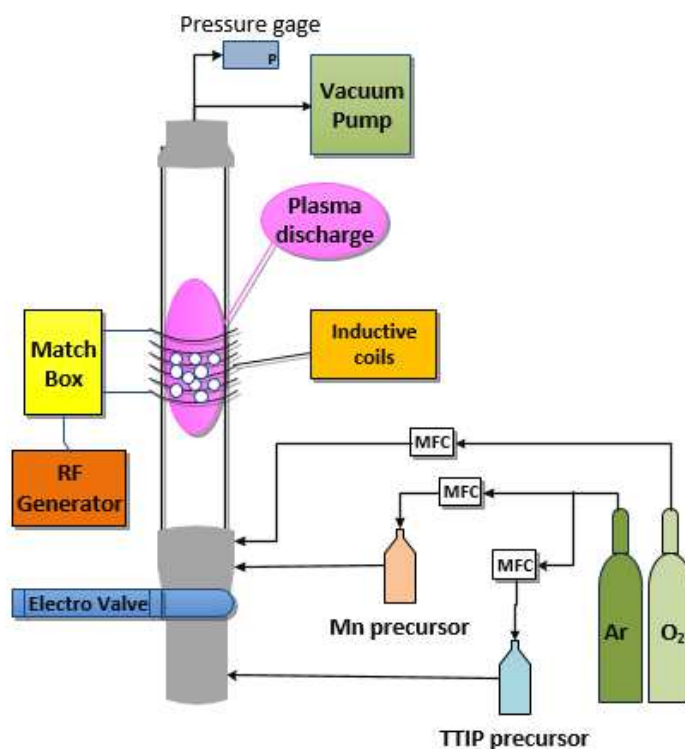 Pressure gage
P
Vacuum
Pump
Plasma
discharge
Match
Box
Inductive
coils
RF
Generator
MFC
MFC
MFC
Electro Valve
Mn precursor
Ar
O₂
TTIP precursor